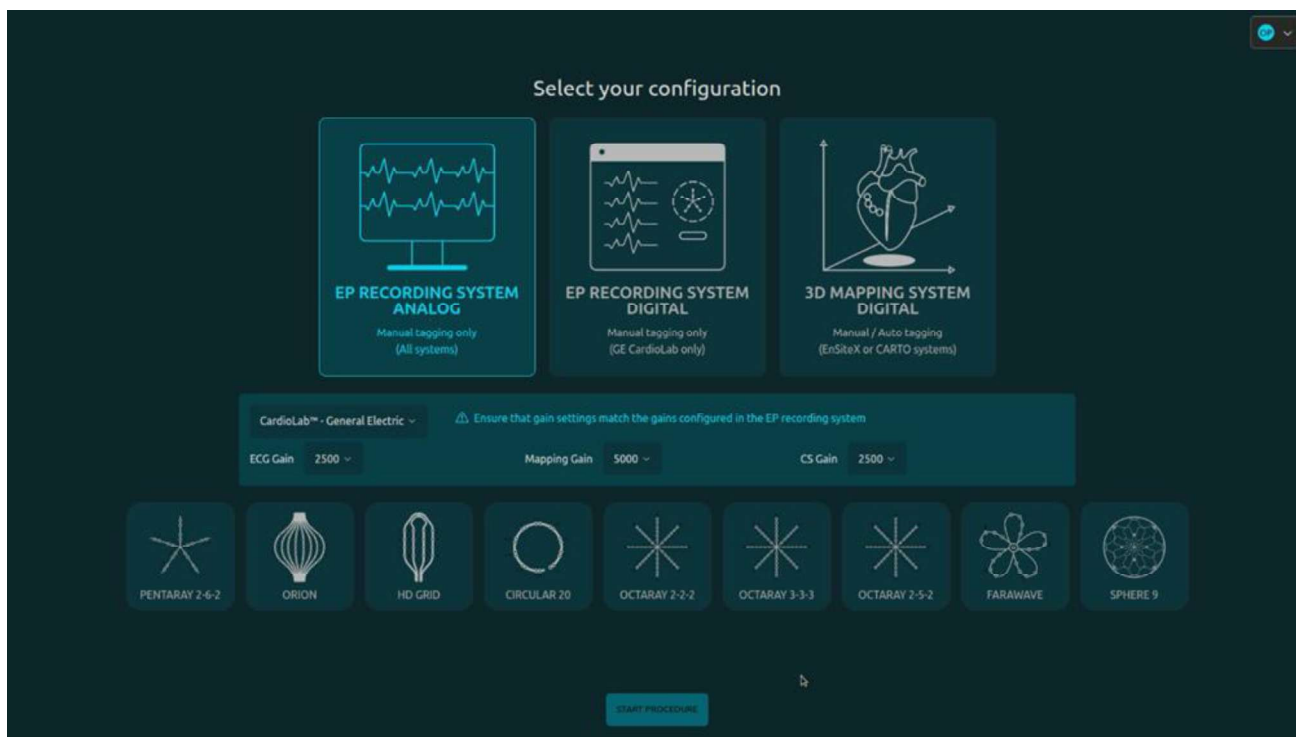 OP
Select your configuration
EP RECORDING SYSTEM
ANALOG
Manual tagging only
(All systems)
EP RECORDING SYSTEM
DIGITAL
Manual tagging only
(GE CardioLab only)
3D MAPPING SYSTEM
DIGITAL
Manual / Auto tagging
(EnSiteX or CARTO systems)
CardioLab™ - General Electric
Ensure that gain settings match the gains configured in the EP recording system
ECG Gain 2500
Mapping Gain 5000
CS Gain 2500
PENTARAY 2-6-2
ORION
HD GRID
CIRCULAR 20
OCTARAY 2-2-2
OCTARAY 3-3-3
OCTARAY 2-5-2
FARAWAVE
SPHERE 9
START PROCEDURE